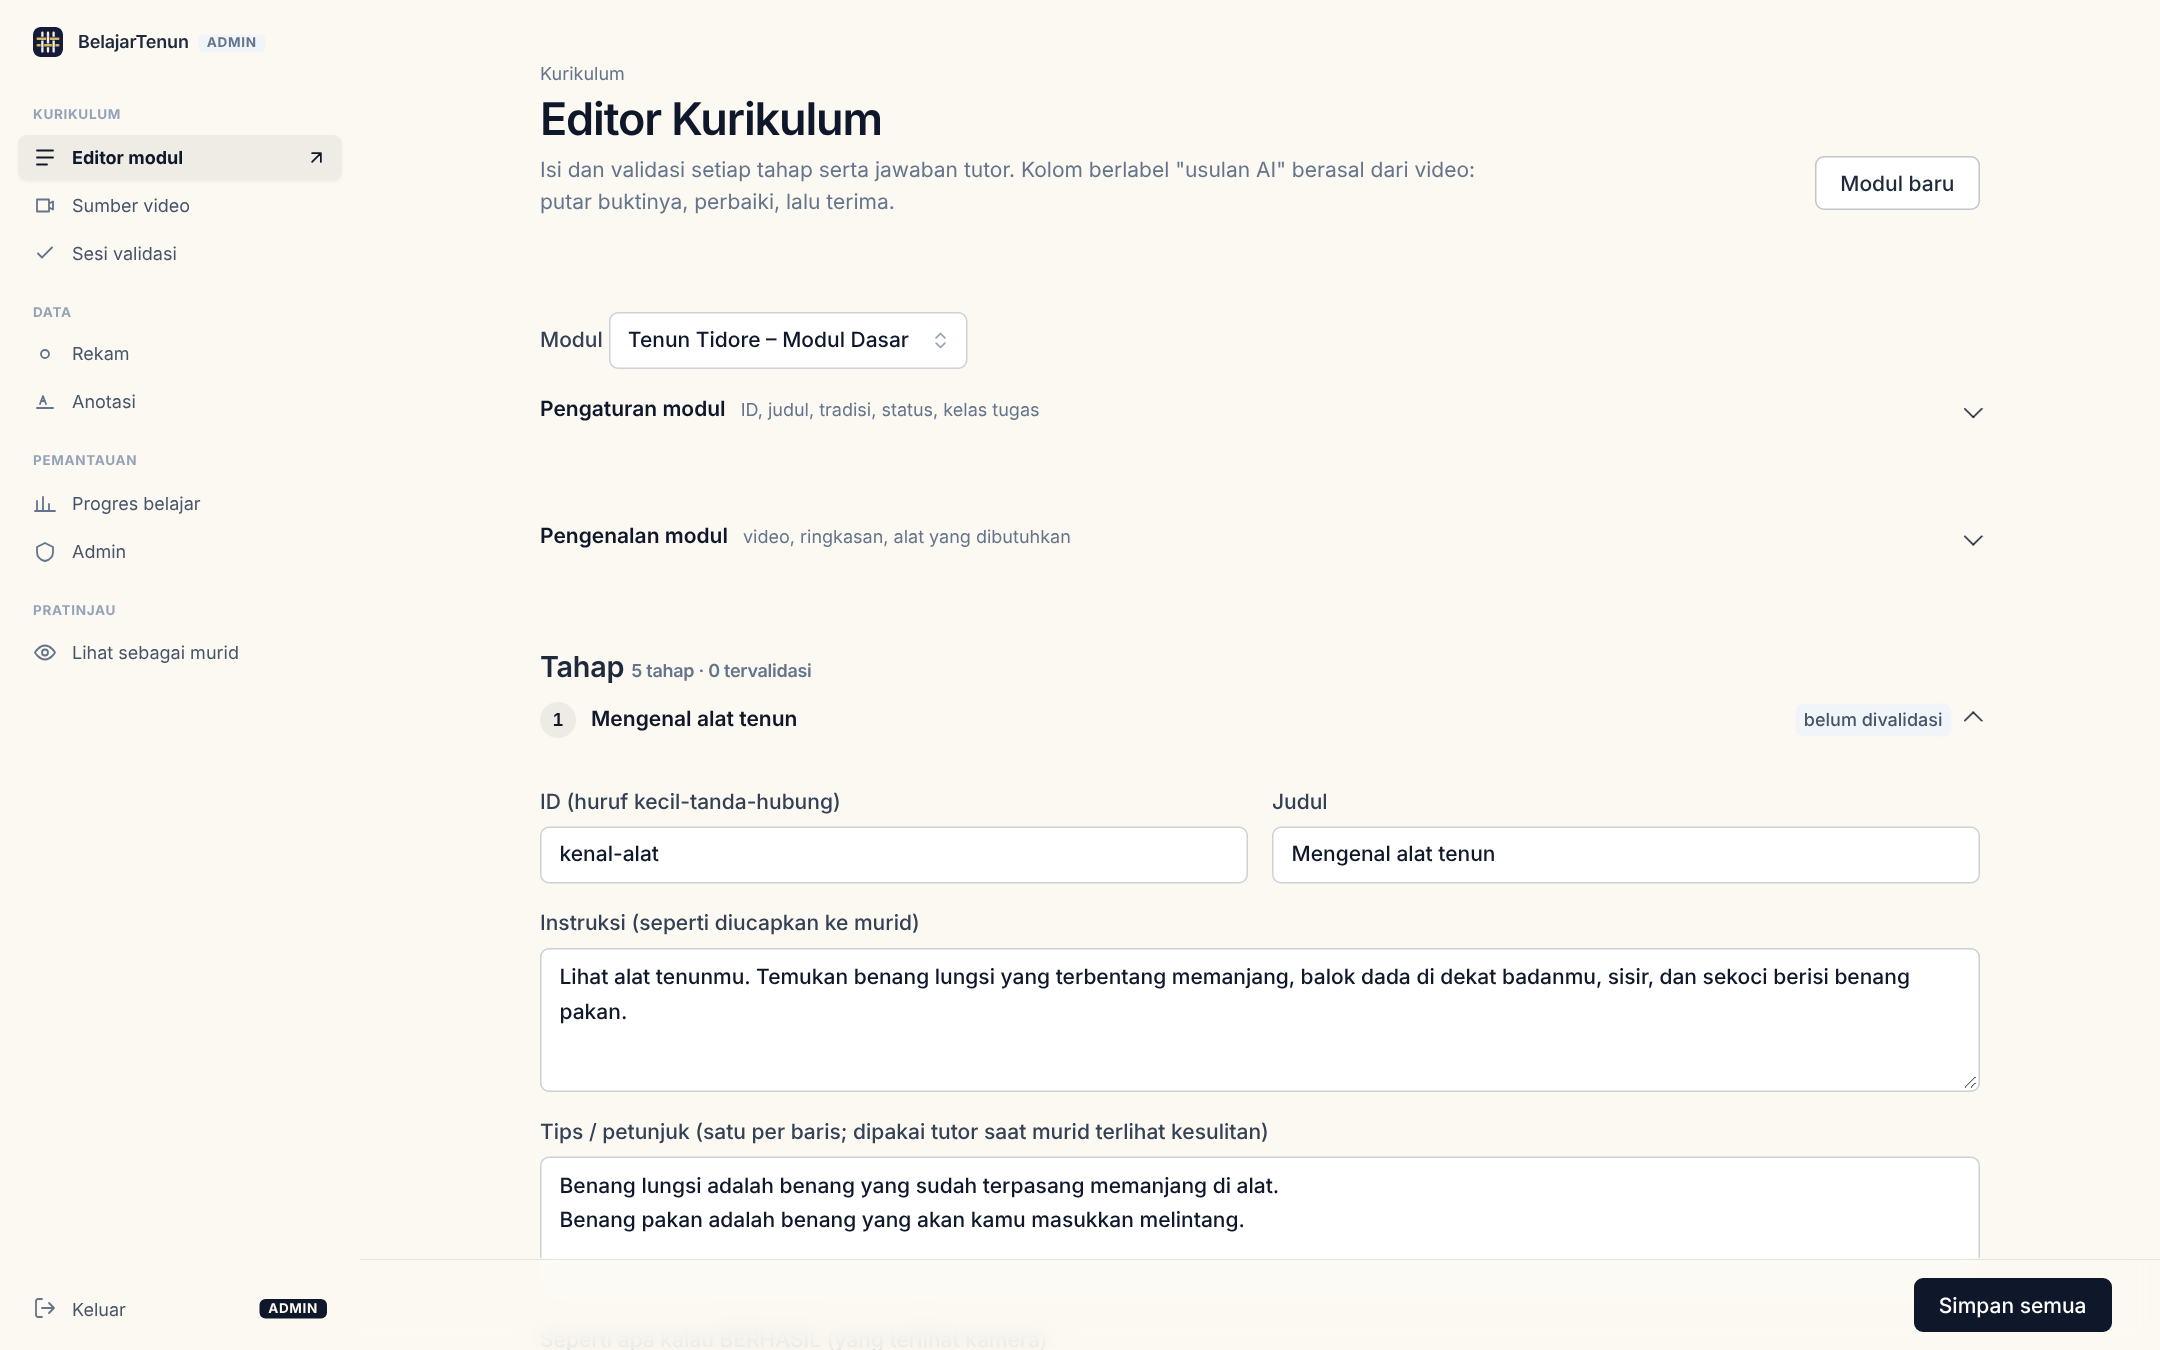 BelajarTenun ADMIN
KURIKULUM
Editor modul
Sumber video
Sesi validasi
DATA
Rekam
Anotasi
PEMANTAUAN
Progres belajar
Admin
PRATINJAU
Lihat sebagai murid
Keluar ADMIN
Kurikulum
Editor Kurikulum
Isi dan validasi setiap tahap serta jawaban tutor. Kolom berlabel "usulan AI" berasal dari video:
putar buktinya, perbaiki, lalu terima.
Modul baru
Modul Tenun Tidore – Modul Dasar
Pengaturan modul ID, judul, tradisi, status, kelas tugas
Pengenalan modul video, ringkasan, alat yang dibutuhkan
Tahap 5 tahap · 0 tervalidasi
1 Mengenal alat tenun belum divalidasi
ID (huruf kecil-tanda-hubung)
kenal-alat
Judul
Mengenal alat tenun
Instruksi (seperti diucapkan ke murid)
Lihat alat tenunmu. Temukan benang lungsi yang terbentang memanjang, balok dada di dekat badanmu, sisir, dan sekoci berisi benang
pakan.
Tips / petunjuk (satu per baris; dipakai tutor saat murid terlihat kesulitan)
Benang lungsi adalah benang yang sudah terpasang memanjang di alat.
Benang pakan adalah benang yang akan kamu masukkan melintang.
Seperti apa kalau BERHASIL (yang terlihat kamera)
Simpan semua